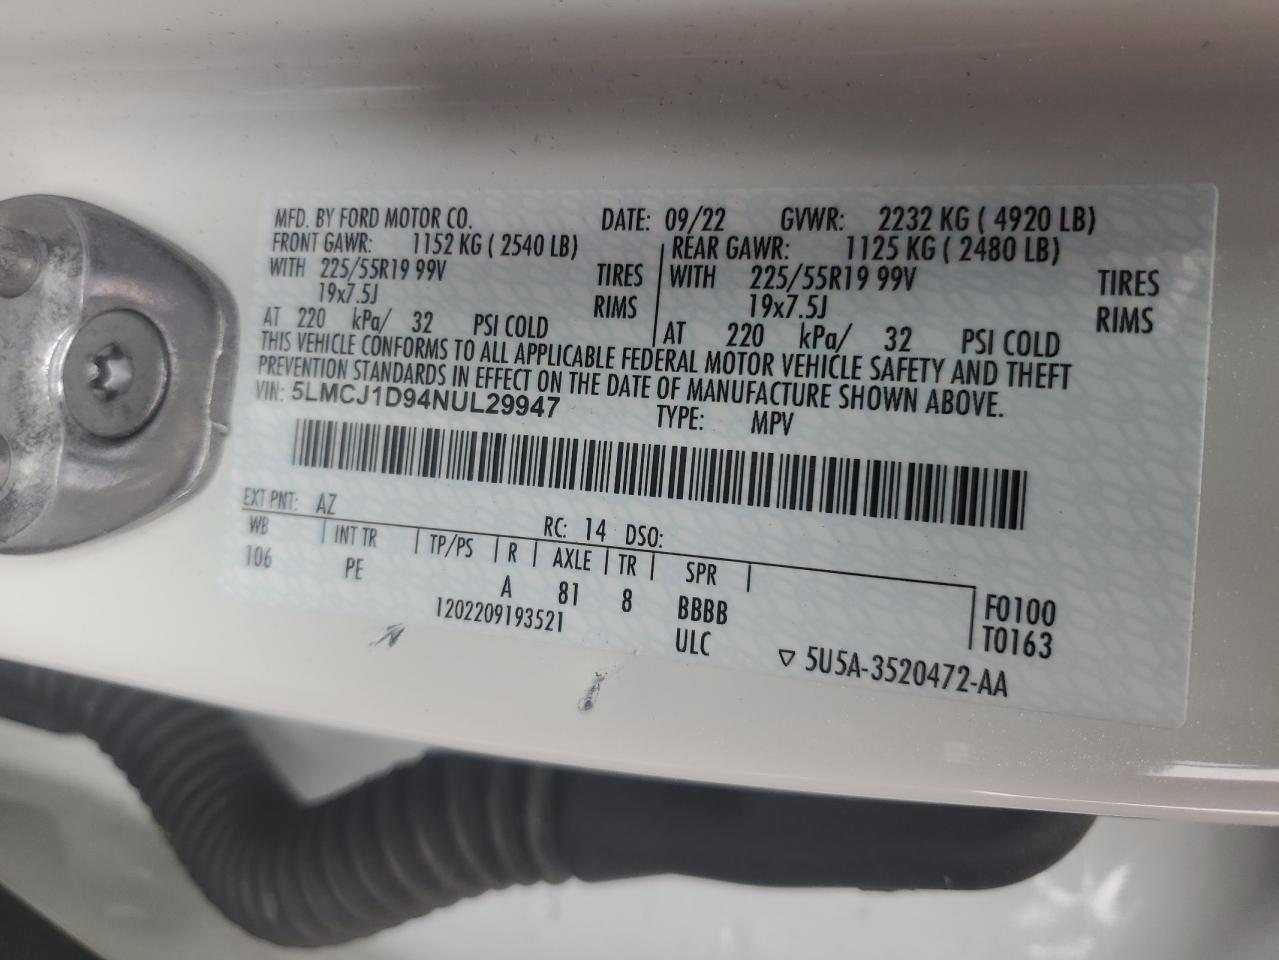 MFD. BY FORD MOTOR CO. DATE: 09/22 GVWR: 2232 KG ( 4920 LB)
FRONT GAWR: 1152 KG ( 2540 LB) REAR GAWR: 1125 KG ( 2480 LB)
WITH 225/55R19 99V TIRES WITH 225/55R19 99V TIRES
19x7.5J RIMS 19x7.5J RIMS
AT 220 kPa/ 32 PSI COLD AT 220 kPa/ 32 PSI COLD
THIS VEHICLE CONFORMS TO ALL APPLICABLE FEDERAL MOTOR VEHICLE SAFETY AND THEFT
PREVENTION STANDARDS IN EFFECT ON THE DATE OF MANUFACTURE SHOWN ABOVE.
VIN: 5LMCJ1D94NUL29947 TYPE: MPV
EXT PNT: AZ RC: 14 DSO:
WB INT TR TP/PS R AXLE TR SPR
106 PE A 81 8 BBBB F0100
1202209193521 ULC T0163
▽ 5U5A-3520472-AA